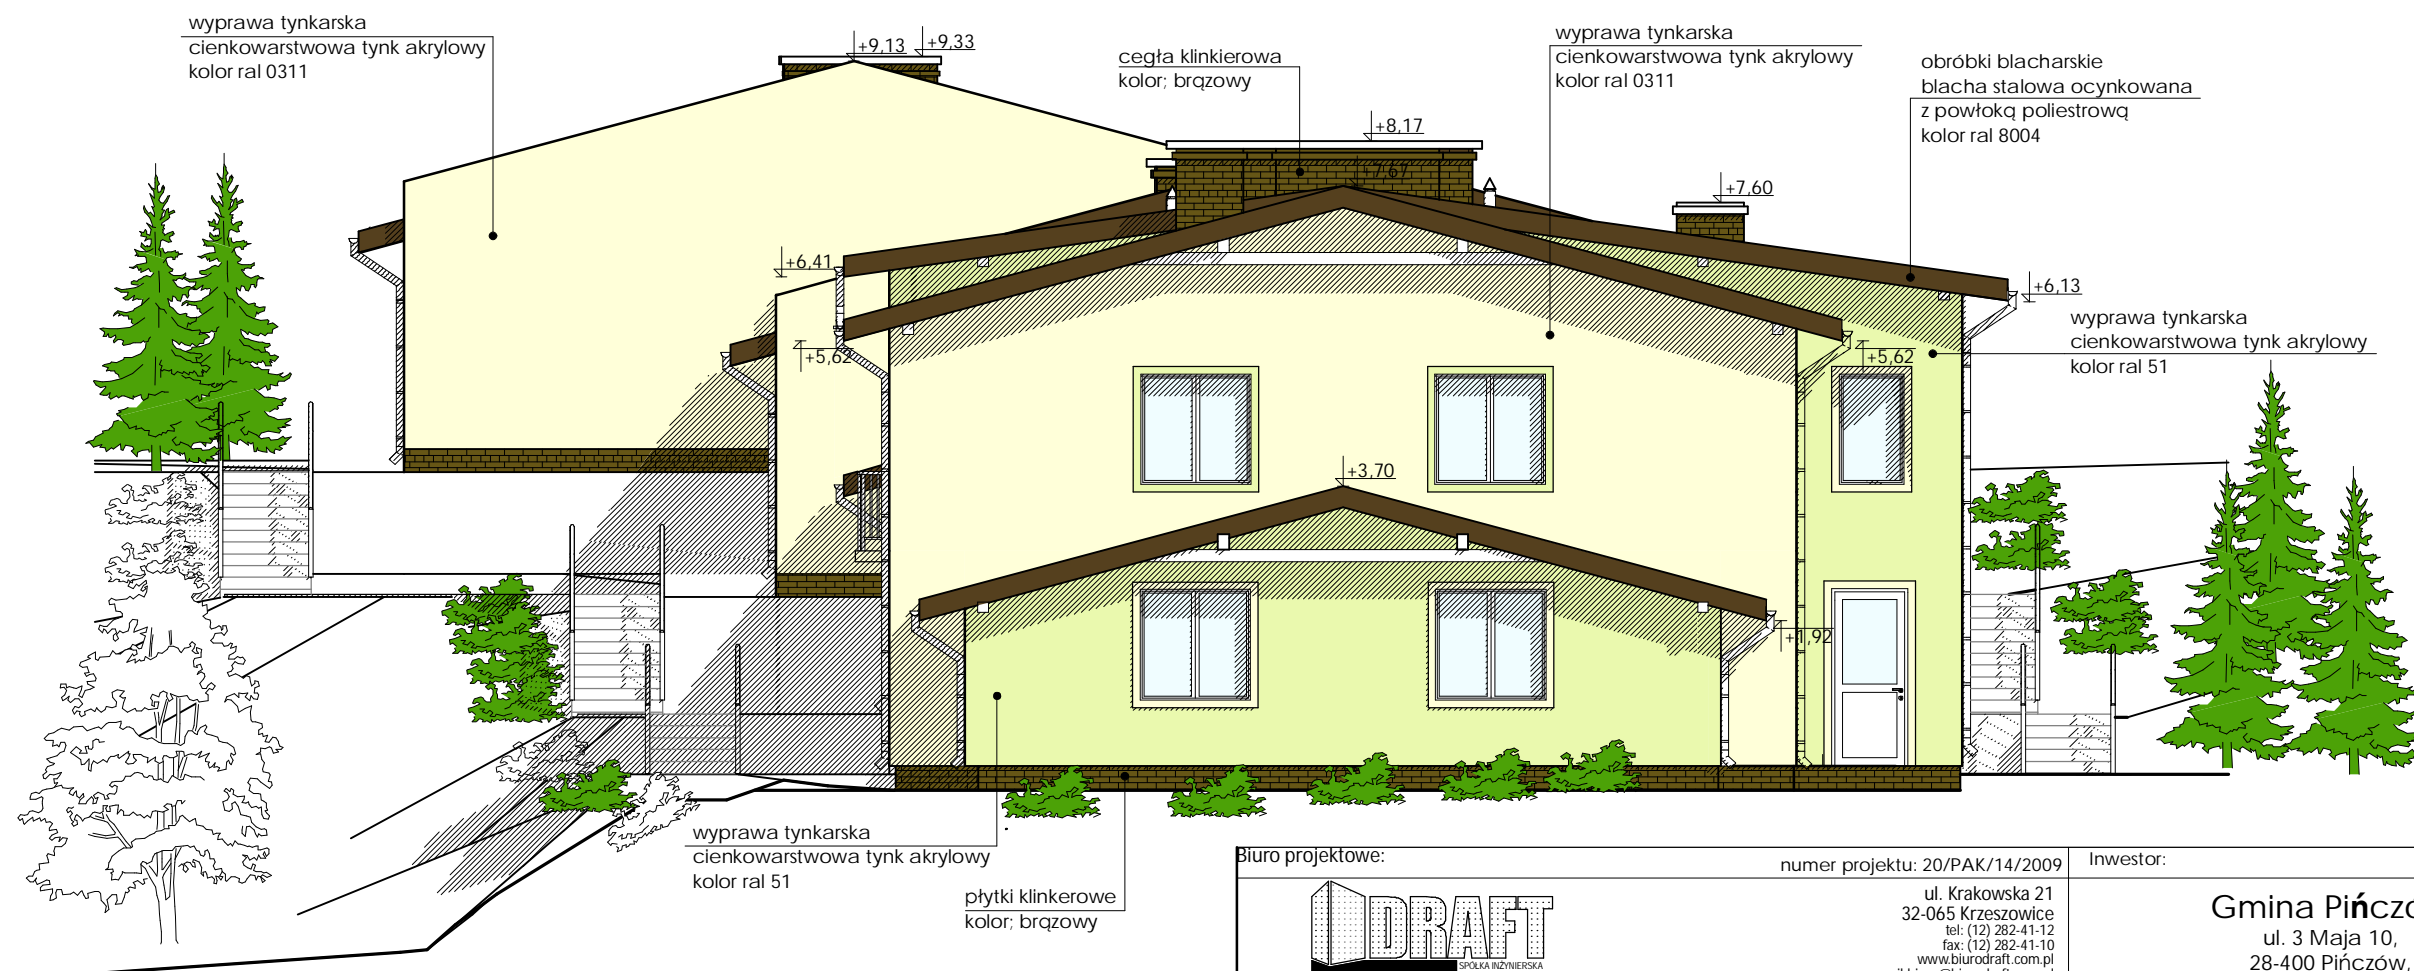 wyprawa tynkarska
cienkowarstwowa tynk akrylowy
kolor ral 0311
+9,13
+9,33
cegła klinkierowa
kolor; brązowy
wyprawa tynkarska
cienkowarstwowa tynk akrylowy
kolor ral 0311
obróbki blacharskie
blacha stalowa ocynkowana
z powłoką poliestrową
kolor ral 8004
+8,17
+7,67
+7,60
+6,41
+6,13
+5,62
+5,62
wyprawa tynkarska
cienkowarstwowa tynk akrylowy
kolor ral 51
+3,70
+1,92
wyprawa tynkarska
cienkowarstwowa tynk akrylowy
kolor ral 51
płytki klinkerowe
kolor; brązowy
Biuro projektowe:
numer projektu: 20/PAK/14/2009
Inwestor:
DRAFT
SPÓŁKA INŻYNIERSKA
ul. Krakowska 21
32-065 Krzeszowice
tel: (12) 282-41-12
fax: (12) 282-41-10
www.biurodraft.com.pl
Gmina Pińczó
ul. 3 Maja 10,
28-400 Pińczów,